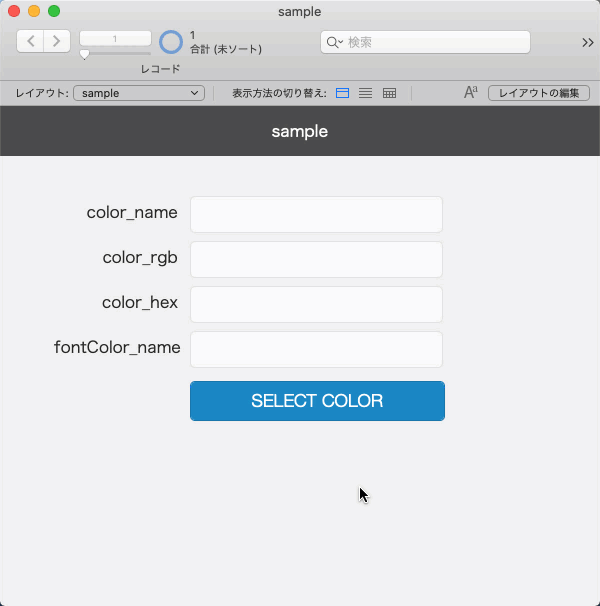 sample
1
1
合計 (未ソート)
検索
レコード
レイアウト: sample 表示方法の切り替え: Aa レイアウトの編集
sample
color_name
color_rgb
color_hex
fontColor_name
SELECT COLOR